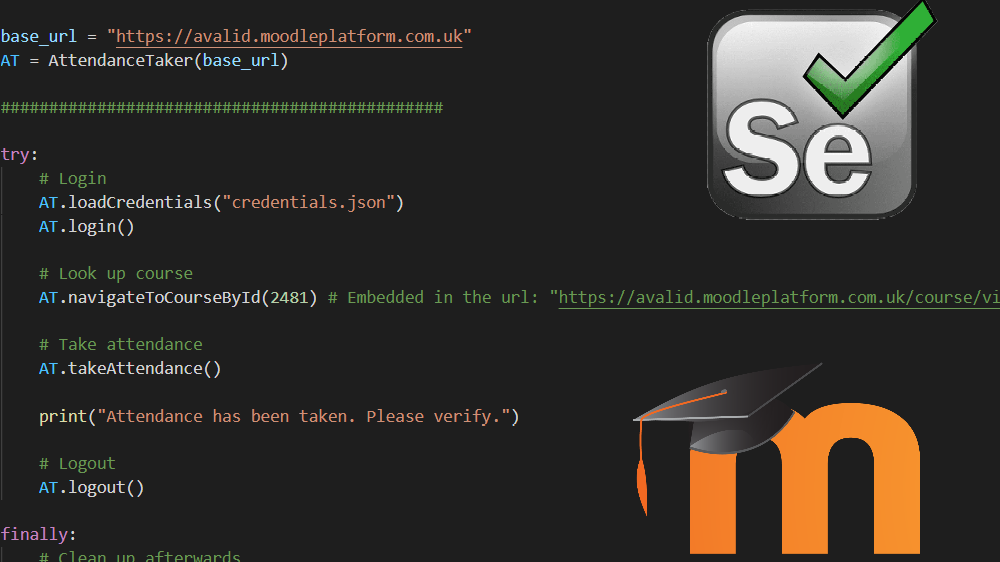 base_url = "https://avalid.moodleplatform.com.uk"
AT = AttendanceTaker(base_url)
##############################################
try:
# Login
AT.loadCredentials("credentials.json")
AT.login()
# Look up course
AT.navigateToCourseById(2481) # Embedded in the url: "https://avalid.moodleplatform.com.uk/course/vi
# Take attendance
AT.takeAttendance()
print("Attendance has been taken. Please verify.")
# Logout
AT.logout()
finally:
# Clean up afterwards
Se
m